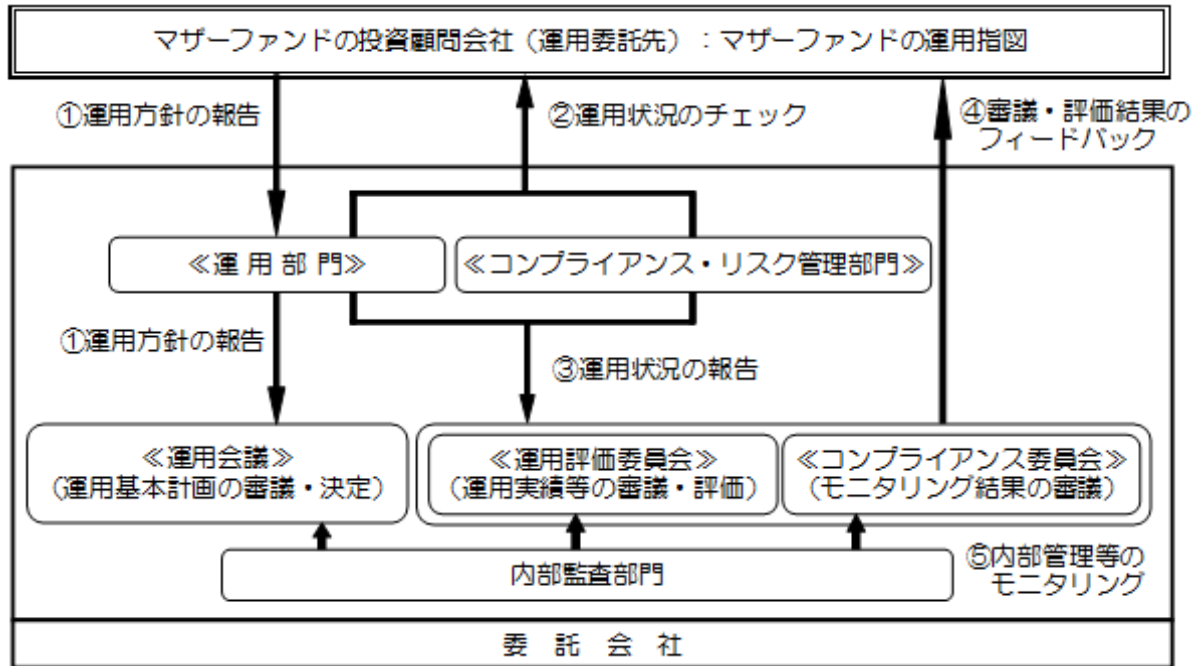 マザーファンドの投資顧問会社（運用委託先）：マザーファンドの運用指図
①運用方針の報告
②運用状況のチェック
④審議・評価結果の
フィードバック
≪運用部門≫
≪コンプライアンス・リスク管理部門≫
①運用方針の報告
③運用状況の報告
≪運用会議≫
（運用基本計画の審議・決定）
≪運用評価委員会≫
（運用実績等の審議・評価）
≪コンプライアンス委員会≫
（モニタリング結果の審議）
⑤内部管理等の
モニタリング
内部監査部門
委託会社